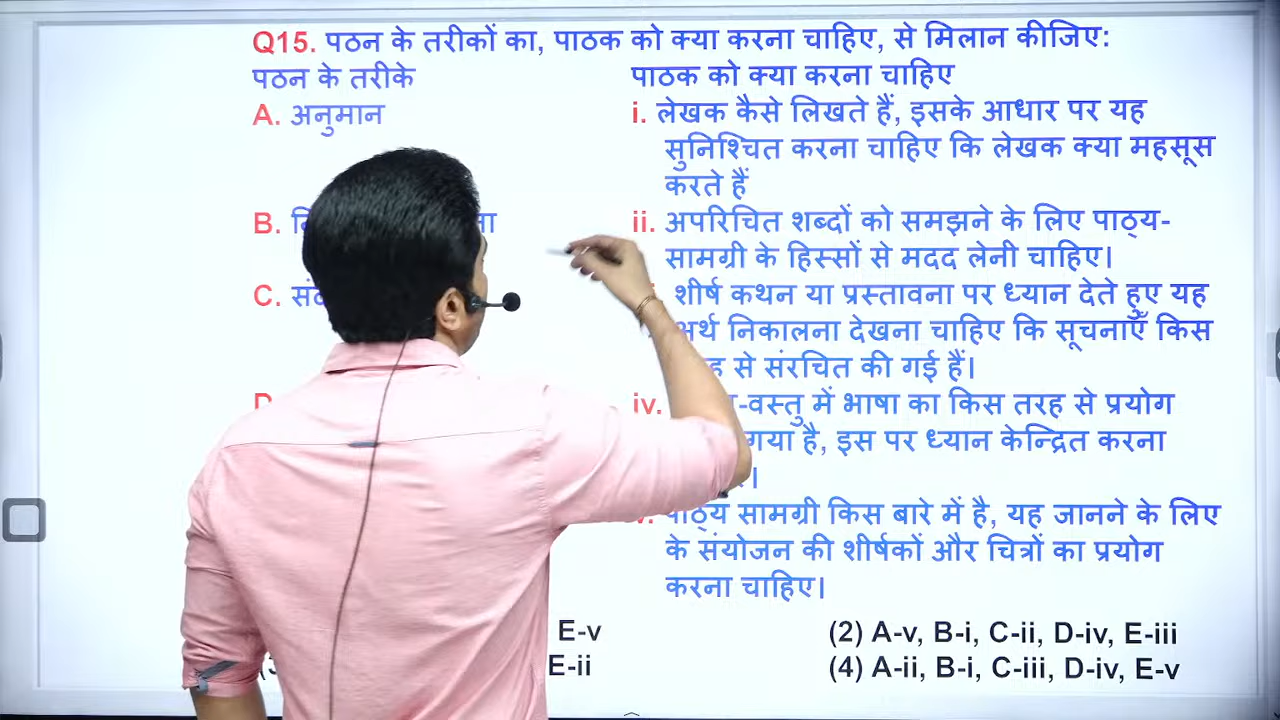 Q15. पठन के तरीकों का, पाठक को क्या करना चाहिए, से मिलान कीजिए:
पठन के तरीके पाठक को क्या करना चाहिए
A. अनुमान i. लेखक कैसे लिखते हैं, इसके आधार पर यह
सुनिश्चित करना चाहिए कि लेखक क्या महसूस
करते हैं
B. ii. अपरिचित शब्दों को समझने के लिए पाठ्य-
सामग्री के हिस्सों से मदद लेनी चाहिए।
C. शीर्ष कथन या प्रस्तावना पर ध्यान देते हुए यह
अर्थ निकालना देखना चाहिए कि सूचनाएँ किस
से संरचित की गई हैं।
iv. -वस्तु में भाषा का किस तरह से प्रयोग
गया है, इस पर ध्यान केन्द्रित करना
पाठ्य सामग्री किस बारे में है, यह जानने के लिए
के संयोजन की शीर्षकों और चित्रों का प्रयोग
करना चाहिए।
E-v (2) A-v, B-i, C-ii, D-iv, E-iii
E-ii (4) A-ii, B-i, C-iii, D-iv, E-v